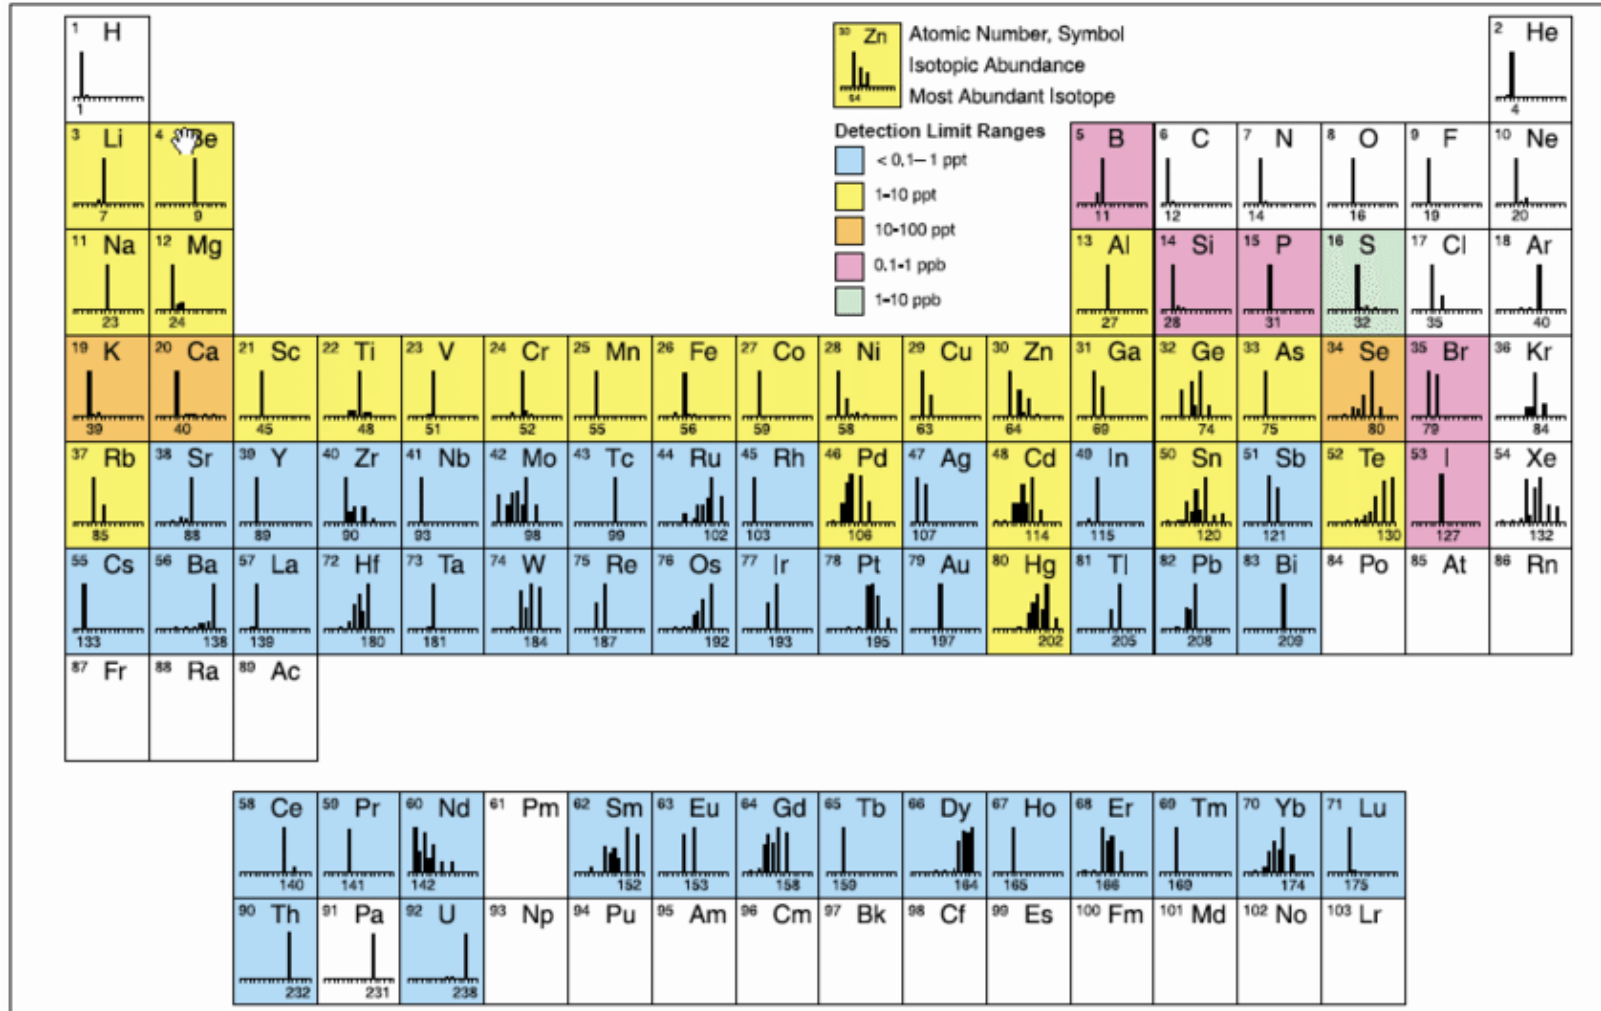 1 H
30 Zn Atomic Number, Symbol
64 Isotopic Abundance
Most Abundant Isotope
2 He
1
4
Detection Limit Ranges
< 0.1– 1 ppt
1-10 ppt
10-100 ppt
0.1-1 ppb
1-10 ppb
3 Li 4 Be 5 B 6 C 7 N 8 O 9 F 10 Ne
7 9 11 12 14 16 19 20
11 Na 12 Mg 13 Al 14 Si 15 P 16 S 17 Cl 18 Ar
23 24 27 28 31 32 35 40
19 K 20 Ca 21 Sc 22 Ti 23 V 24 Cr 25 Mn 26 Fe 27 Co 28 Ni 29 Cu 30 Zn 31 Ga 32 Ge 33 As 34 Se 35 Br 36 Kr
39 40 45 48 51 52 55 56 59 58 63 64 69 74 75 80 79 84
37 Rb 38 Sr 39 Y 40 Zr 41 Nb 42 Mo 43 Tc 44 Ru 45 Rh 46 Pd 47 Ag 48 Cd 49 In 50 Sn 51 Sb 52 Te 53 I 54 Xe
85 88 89 90 93 98 99 102 103 106 107 114 115 120 121 130 127 132
55 Cs 56 Ba 57 La 72 Hf 73 Ta 74 W 75 Re 76 Os 77 Ir 78 Pt 79 Au 80 Hg 81 Tl 82 Pb 83 Bi 84 Po 85 At 86 Rn
133 138 139 180 181 184 187 192 193 195 197 202 205 208 209
87 Fr 88 Ra 89 Ac
58 Ce 59 Pr 60 Nd 61 Pm 62 Sm 63 Eu 64 Gd 65 Tb 66 Dy 67 Ho 68 Er 69 Tm 70 Yb 71 Lu
140 141 142 152 153 158 159 164 165 166 169 174 175
90 Th 91 Pa 92 U 93 Np 94 Pu 95 Am 96 Cm 97 Bk 98 Cf 99 Es 100 Fm 101 Md 102 No 103 Lr
232 231 238